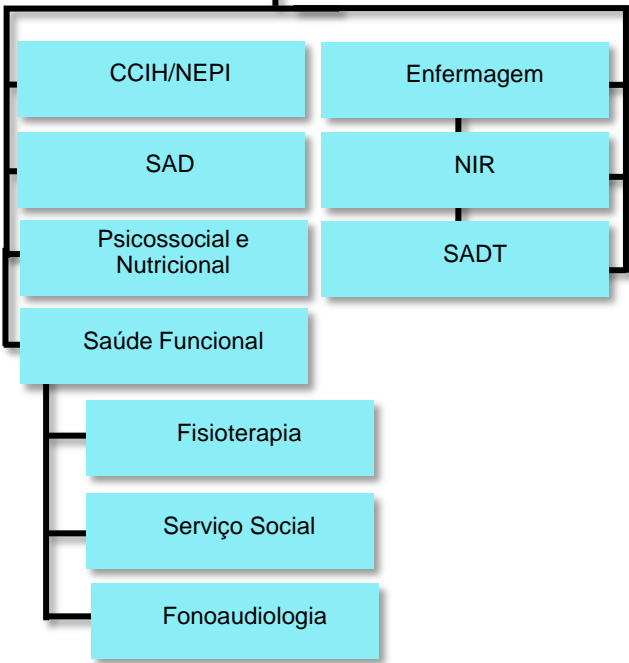 CCIH/NEPI
Enfermagem
SAD
NIR
Psicossocial e
Nutricional
SADT
Saúde Funcional
Fisioterapia
Serviço Social
Fonoaudiologia